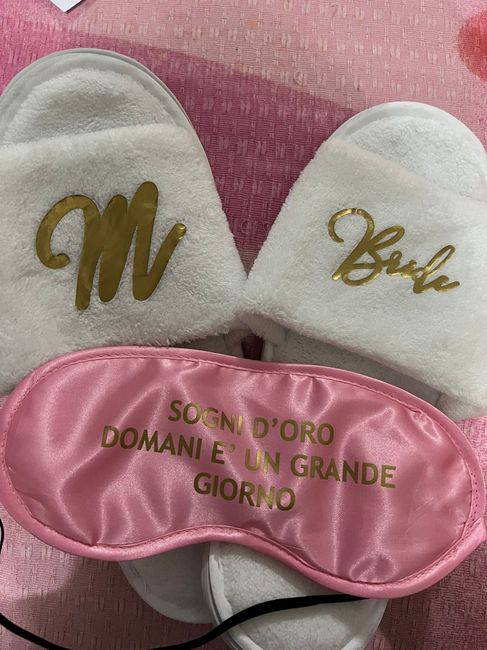 M
Bride
SOGNI D'ORO
DOMANI E' UN GRANDE
GIORNO